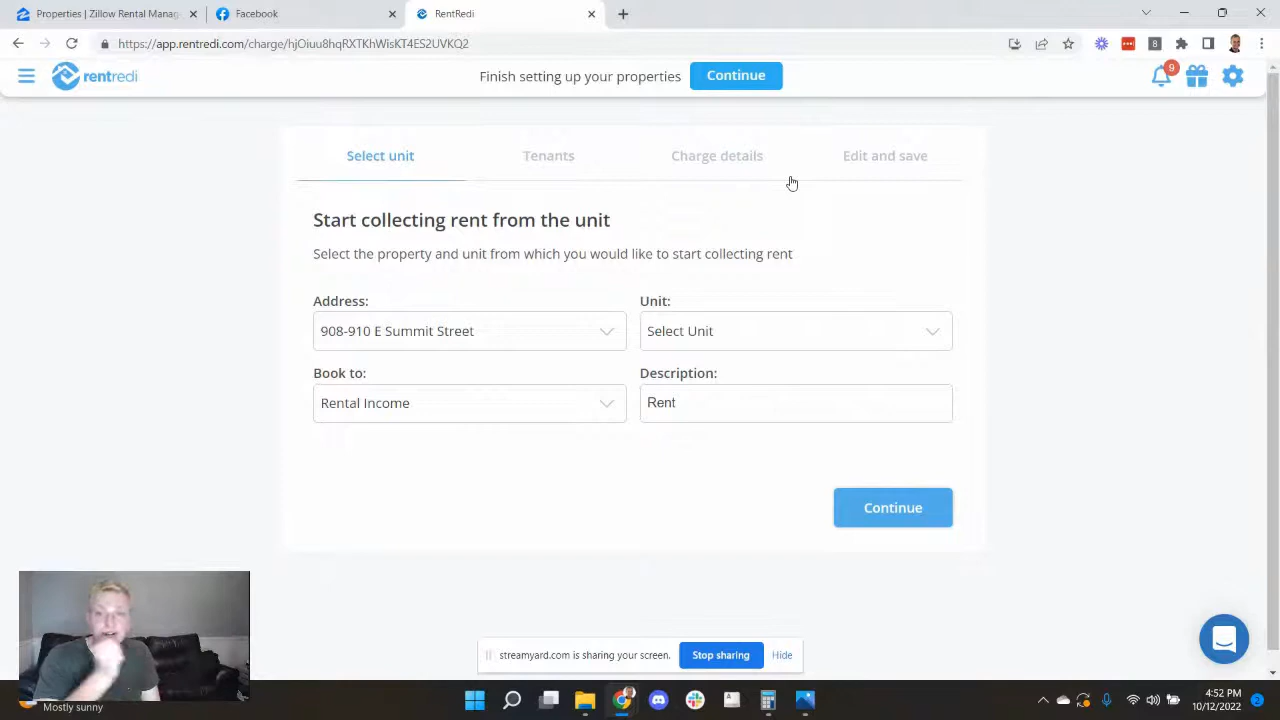 Properties | Zillow Rental Manag
Facebook
RentRedi
https://app.rentredi.com/charge/hjOiuu8hqRXTKhWisKT4ES2UVKQ2
8
rentredi
Finish setting up your properties
Continue
9
Select unit
Tenants
Charge details
Edit and save
Start collecting rent from the unit
Select the property and unit from which you would like to start collecting rent
Address:
Unit:
908-910 E Summit Street
Select Unit
Book to:
Description:
Rental Income
Rent
Continue
streamyard.com is sharing your screen.
Stop sharing
Hide
Mostly sunny
4:52 PM
10/12/2022
2